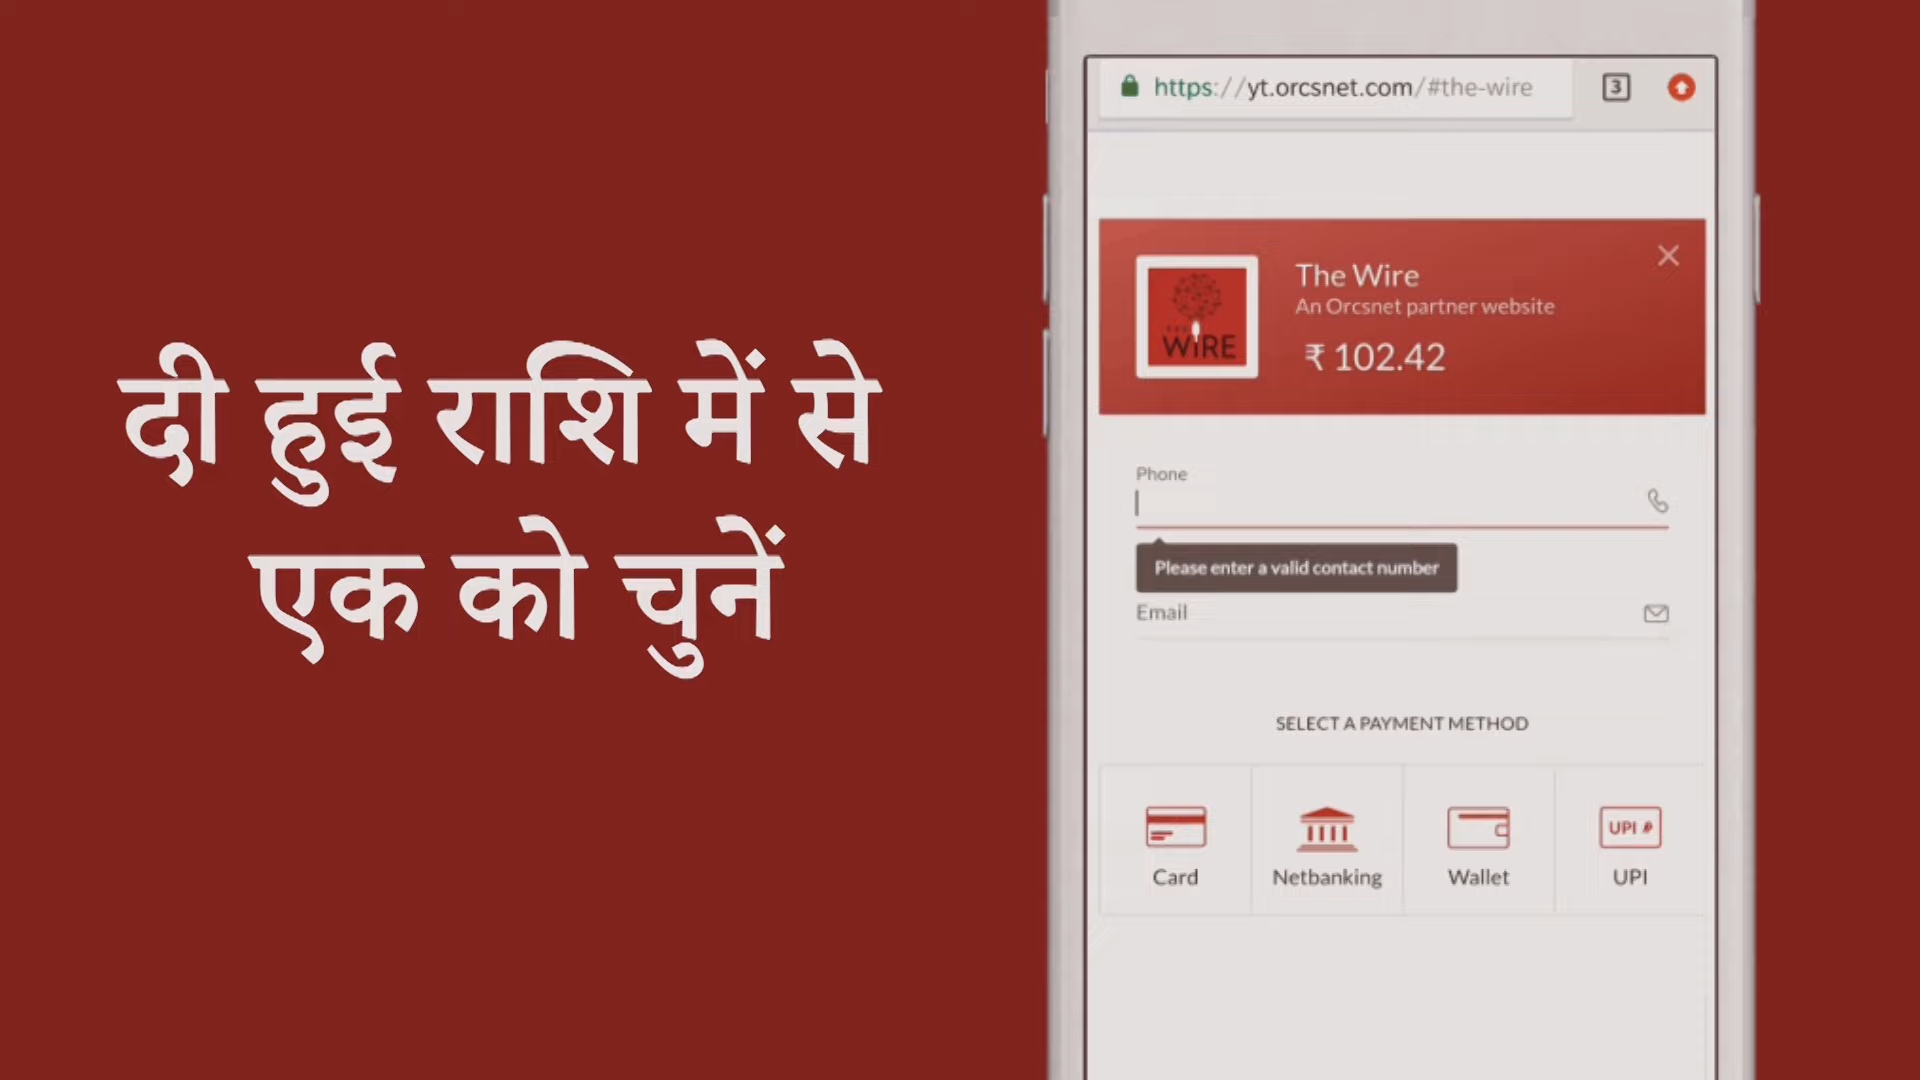 दी हुई राशि में से
एक को चुनें
https://yt.orcsnet.com/#the-wire
3
WIRE
The Wire
An Orcsnet partner website
₹ 102.42
Phone
Please enter a valid contact number
Email
SELECT A PAYMENT METHOD
Card
Netbanking
Wallet
UPI
UPI